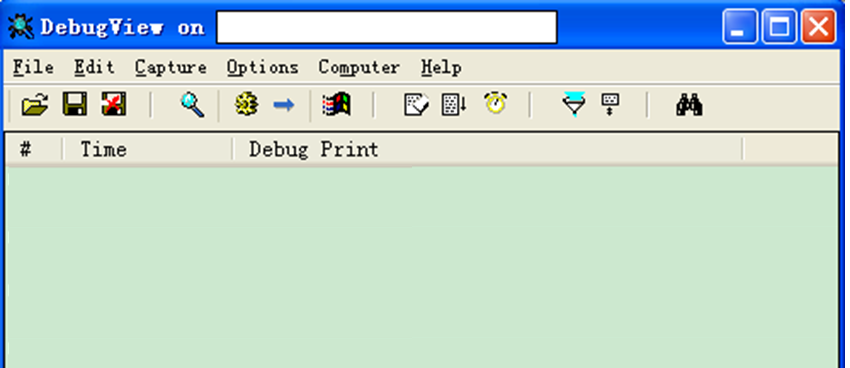 DebugView on
File Edit Capture Options Computer Help
# Time Debug Print